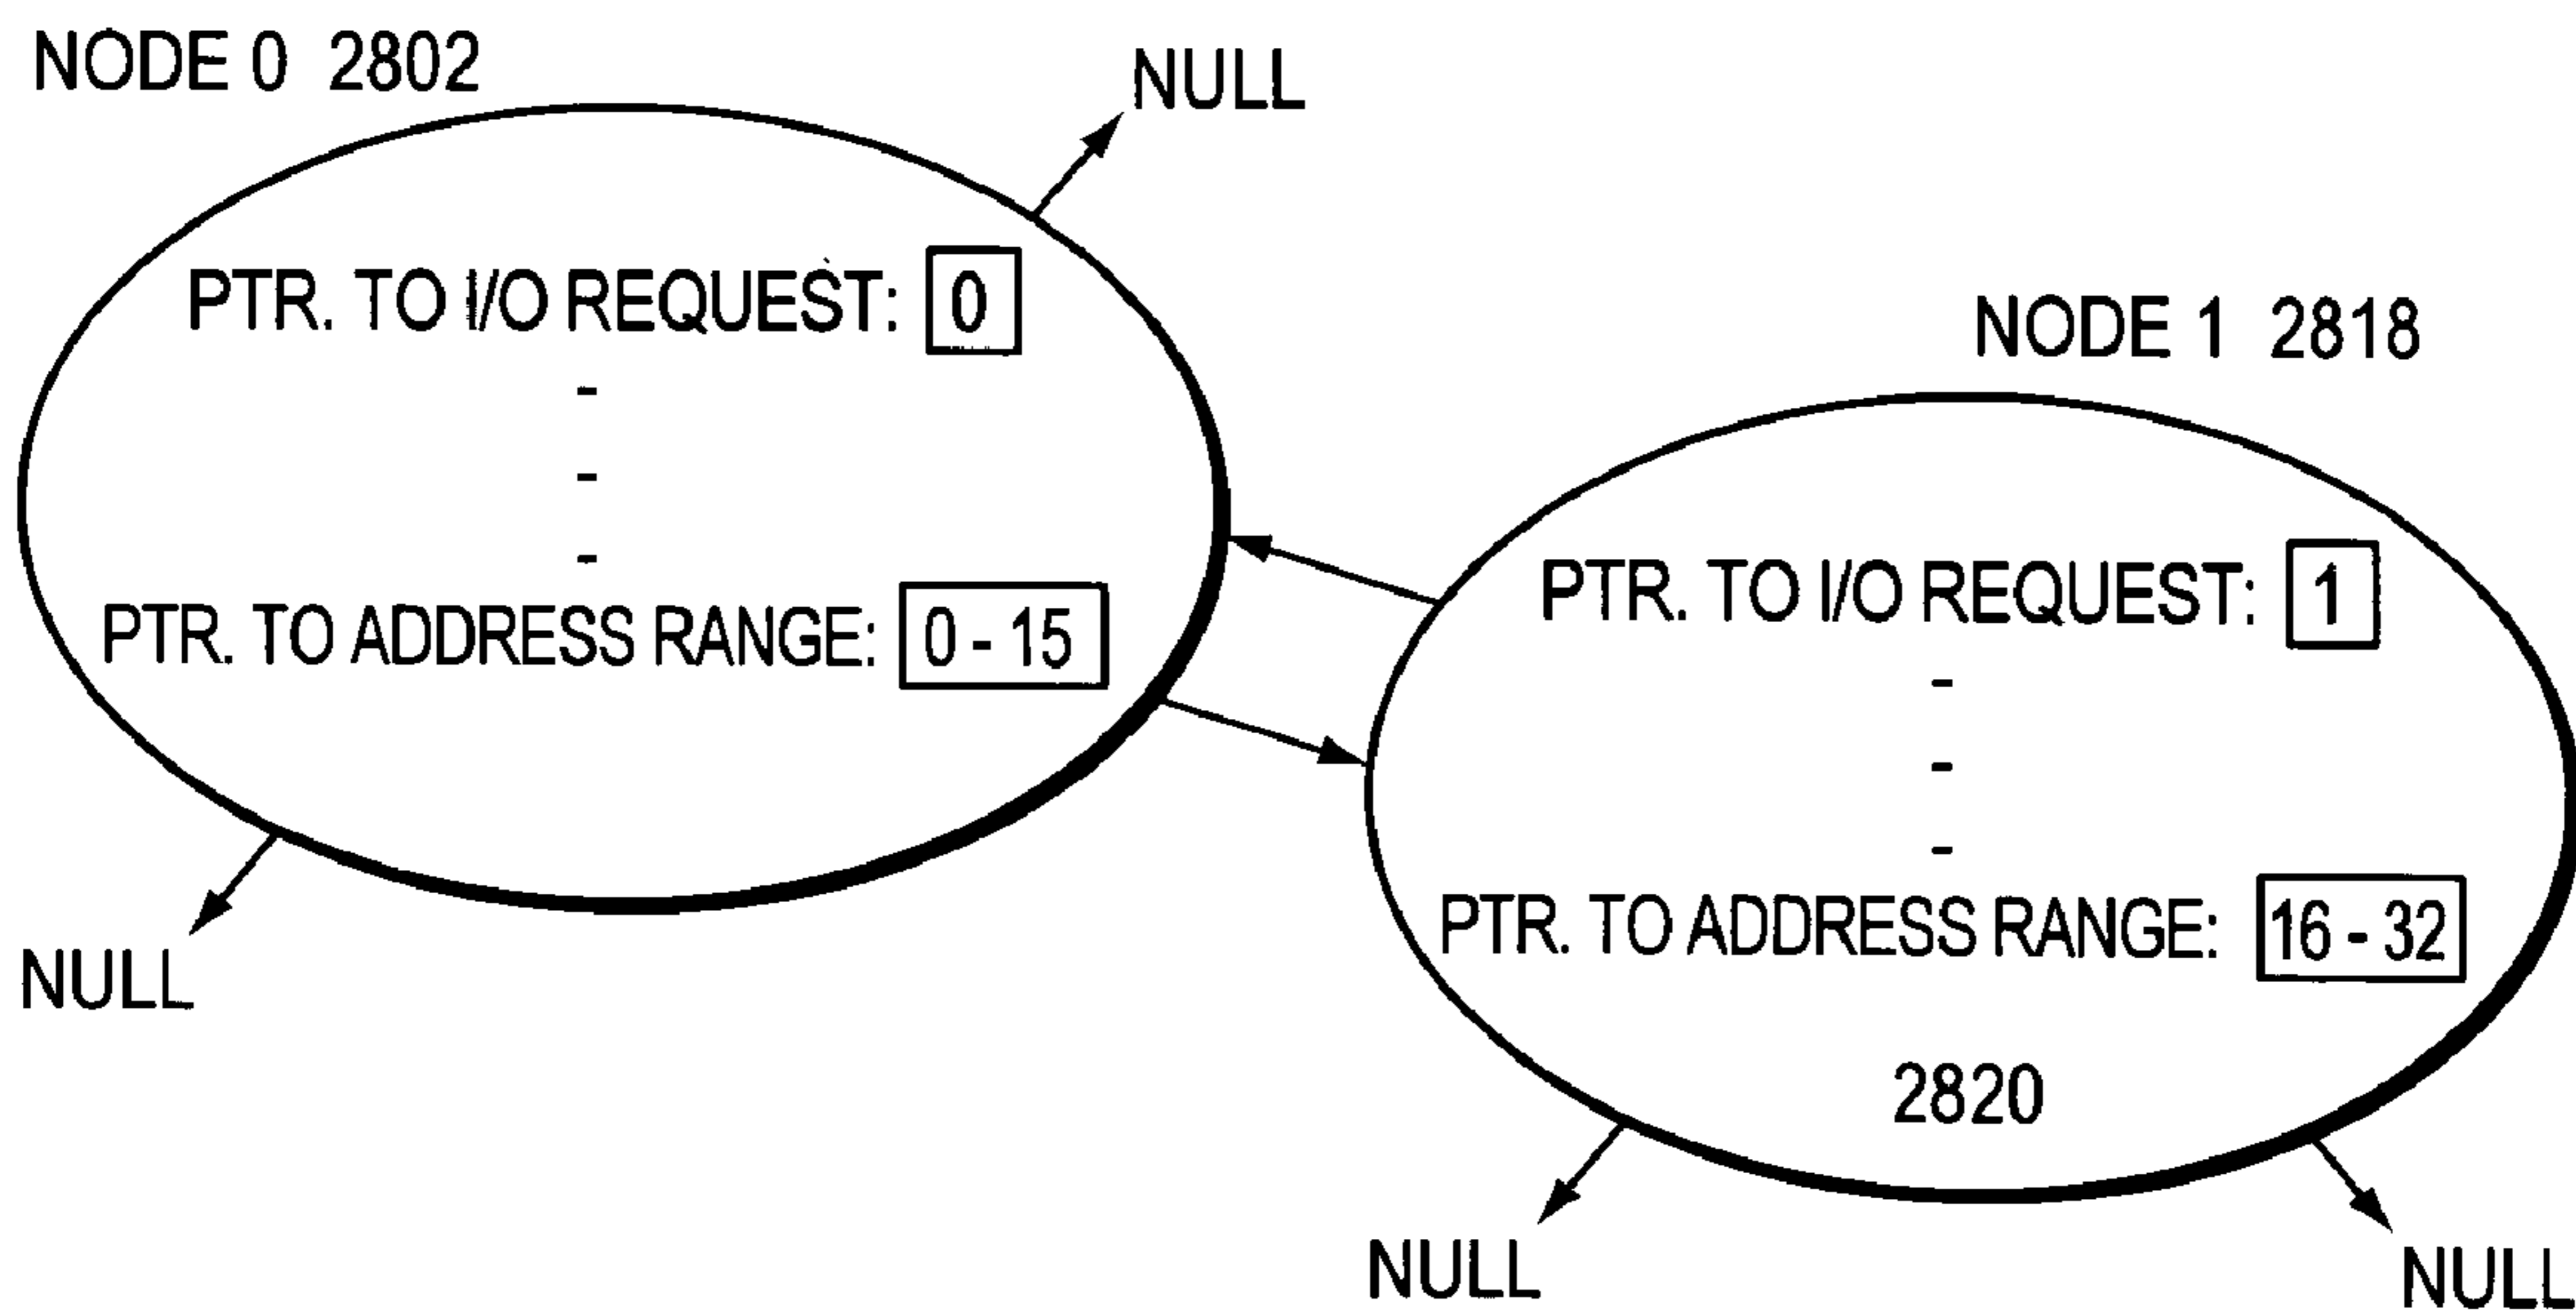 NODE 0 2802
NULL
PTR. TO I/O REQUEST: 0
-
-
-
PTR. TO ADDRESS RANGE: 0 - 15
NULL
NODE 1 2818
PTR. TO I/O REQUEST: 1
-
-
-
PTR. TO ADDRESS RANGE: 16 - 32
2820
NULL
NULL